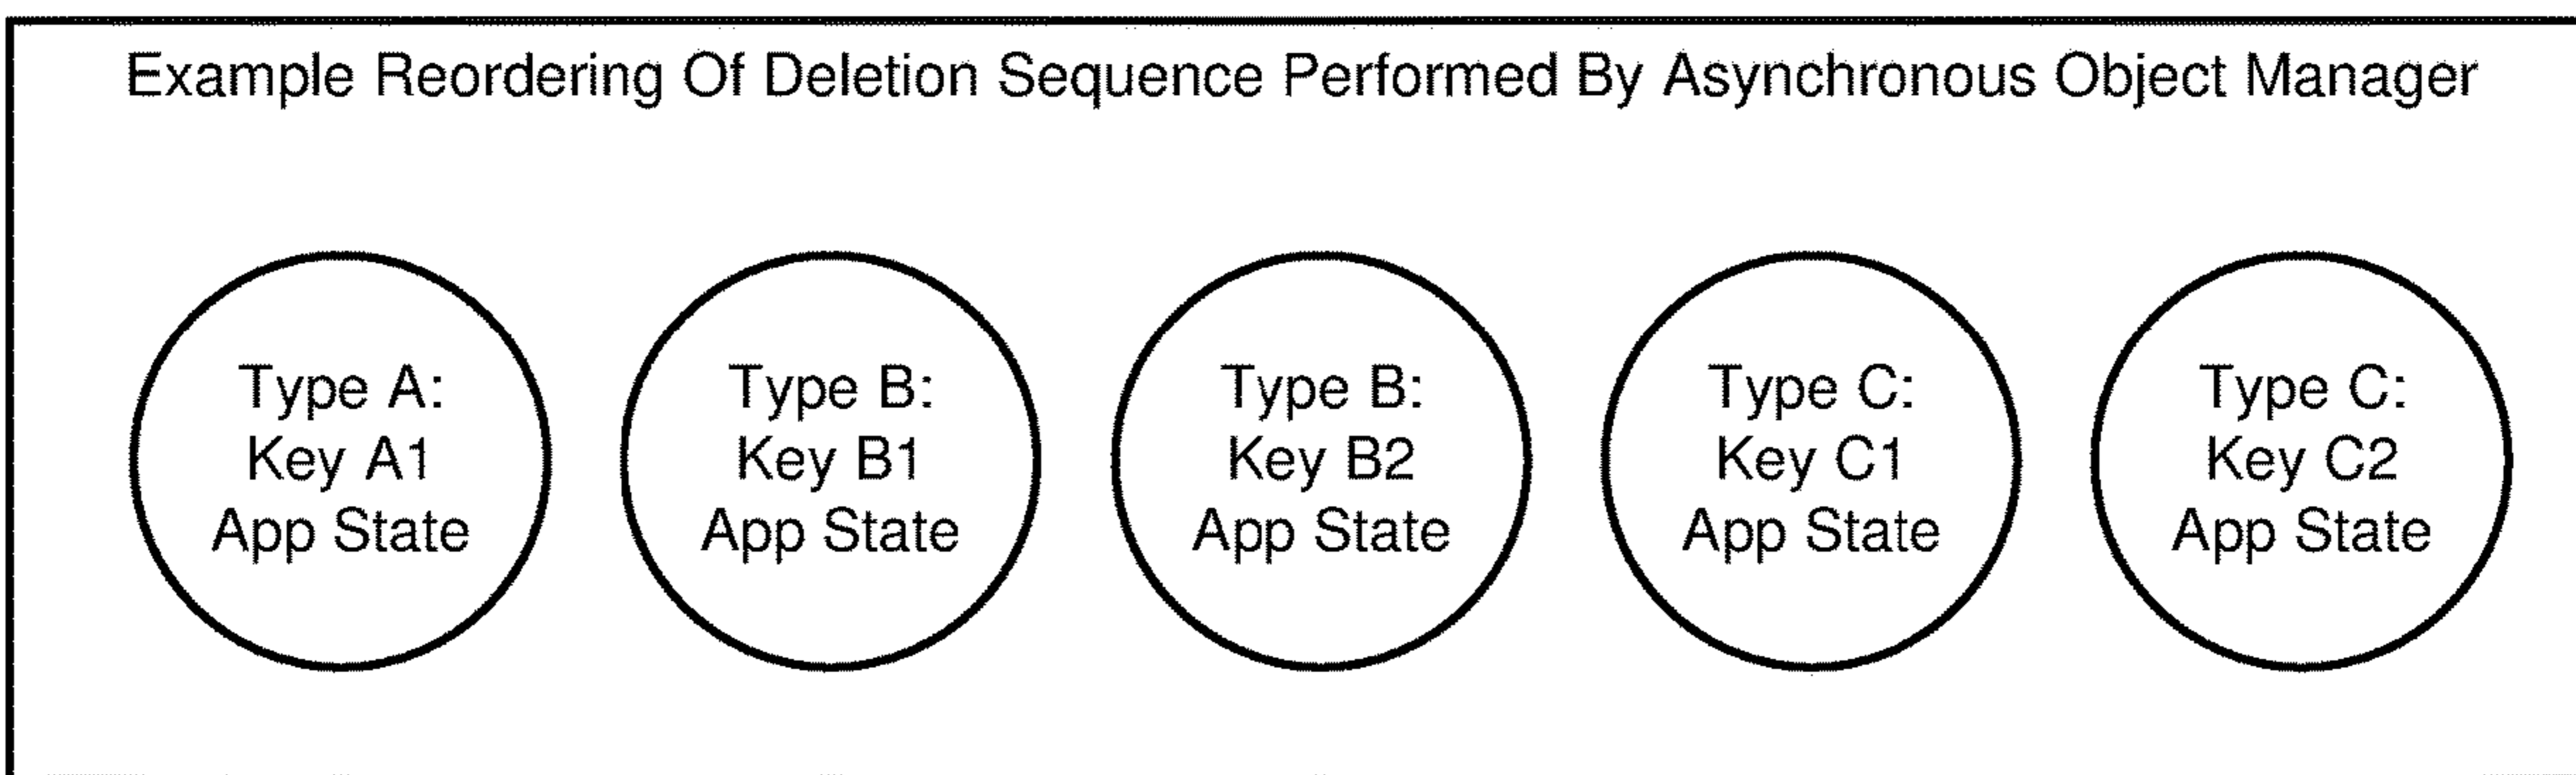 Example Reordering Of Deletion Sequence Performed By Asynchronous Object Manager
Type A:
Key A1
App State
Type B:
Key B1
App State
Type B:
Key B2
App State
Type C:
Key C1
App State
Type C:
Key C2
App State